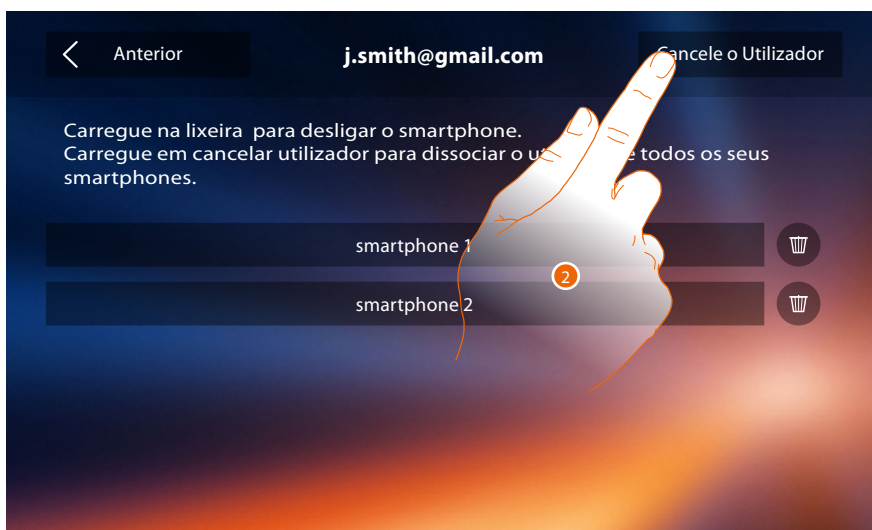 Anterior
j.smith@gmail.com
Cancele o Utilizador
Carregue na lixeira para desligar o smartphone.
Carregue em cancelar utilizador para dissociar o todos os seus
smartphones.
smartphone 1
smartphone 2
2